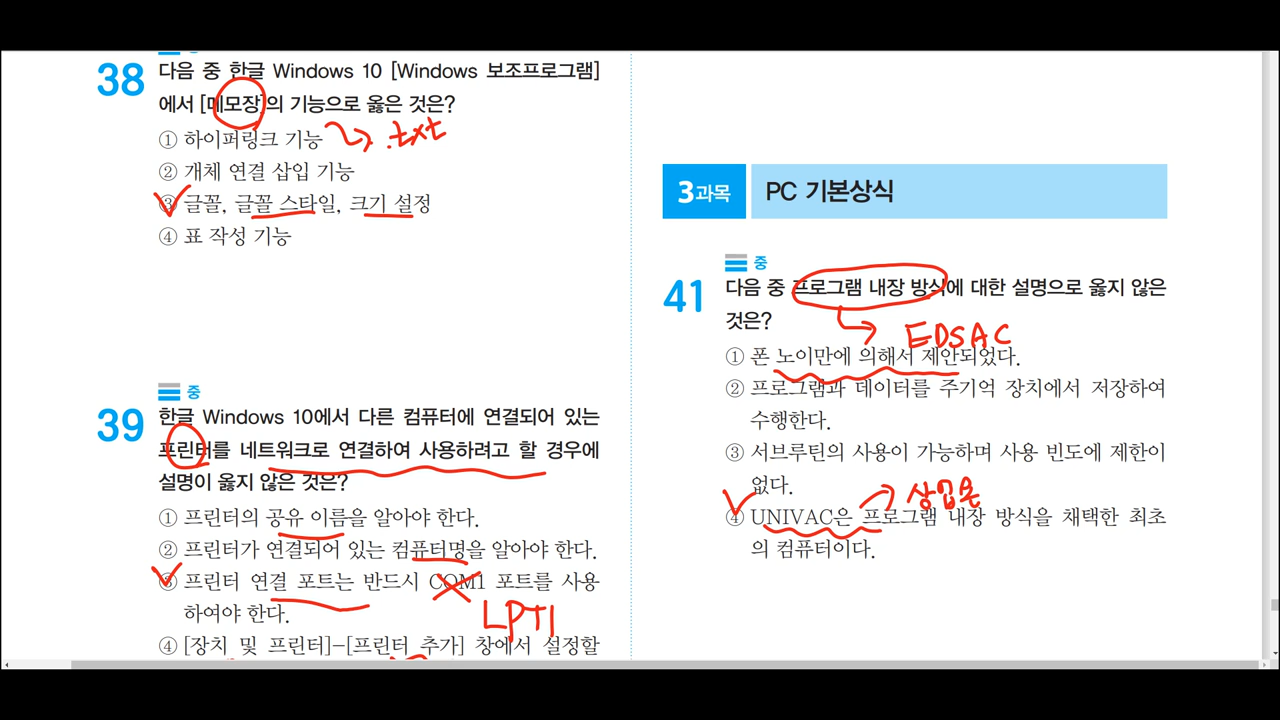 38
다음 중 한글 Windows 10 [Windows 보조프로그램]
에서 [메모장]의 기능으로 옳은 것은?
① 하이퍼링크 기능
.txt
② 개체 연결 삽입 기능
③ 글꼴, 글꼴 스타일, 크기 설정
④ 표 작성 기능
중
39
한글 Windows 10에서 다른 컴퓨터에 연결되어 있는
프린터를 네트워크로 연결하여 사용하려고 할 경우에
설명이 옳지 않은 것은?
① 프린터의 공유 이름을 알아야 한다.
② 프린터가 연결되어 있는 컴퓨터명을 알아야 한다.
③ 프린터 연결 포트는 반드시 COM1 포트를 사용
하여야 한다.
LPT1
④ [장치 및 프린터]-[프린터 추가] 창에서 설정할
3과목
PC 기본상식
중
41
다음 중 프로그램 내장 방식에 대한 설명으로 옳지 않은
것은?
EDSAC
① 폰 노이만에 의해서 제안되었다.
② 프로그램과 데이터를 주기억 장치에서 저장하여
수행한다.
③ 서브루틴의 사용이 가능하며 사용 빈도에 제한이
없다.
상업용
④ UNIVAC은 프로그램 내장 방식을 채택한 최초
의 컴퓨터이다.